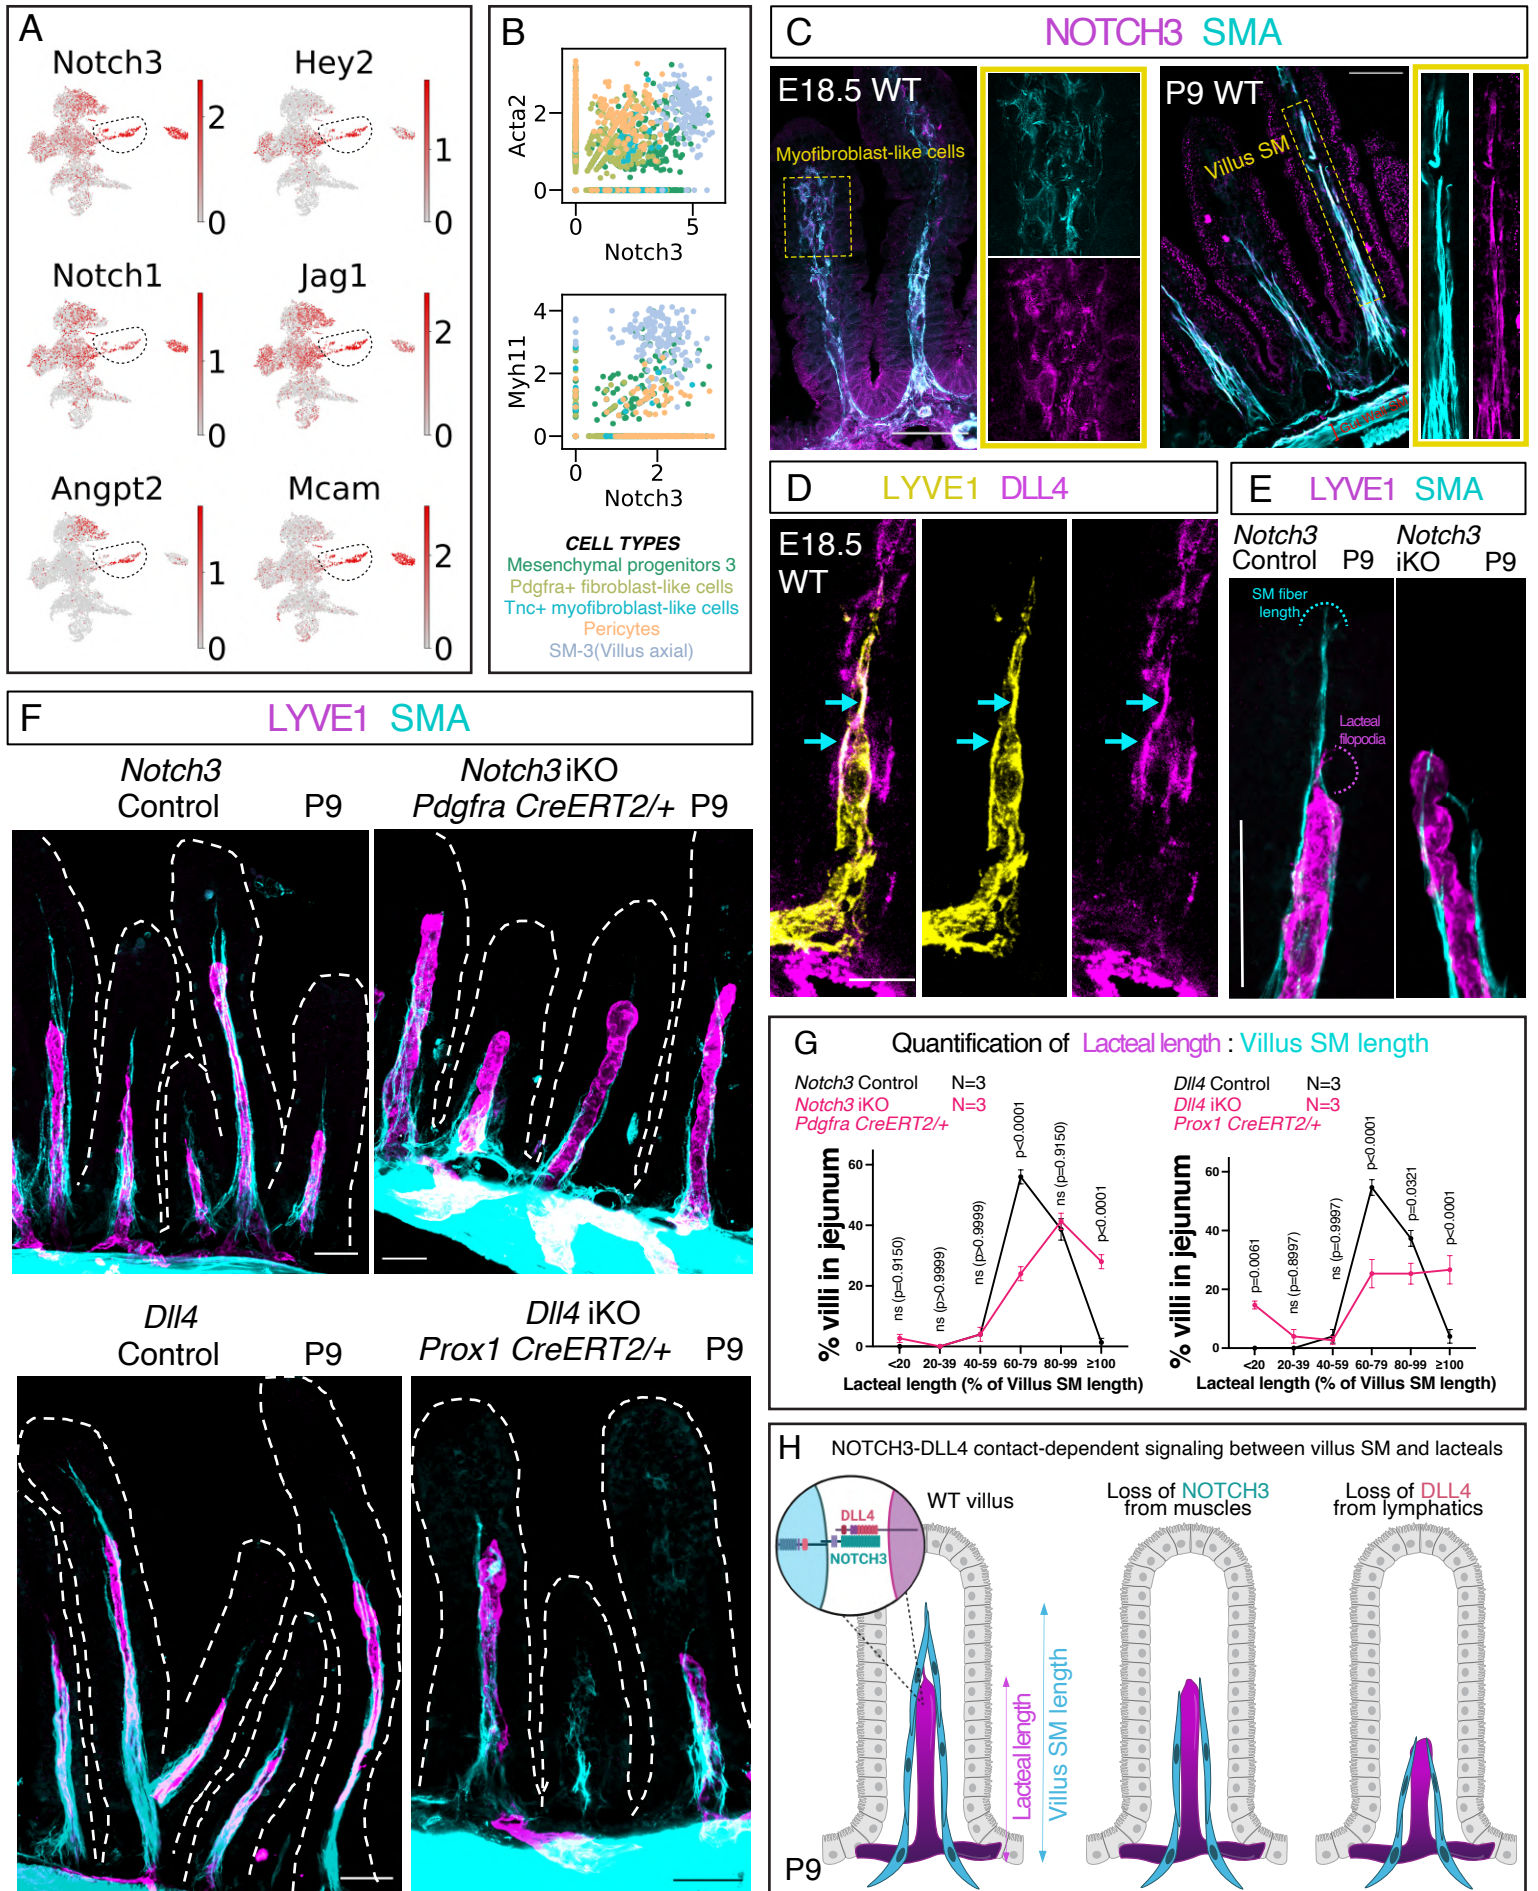 A
Notch3
Hey2
2
0
1
0
Notch1
Jag1
1
0
2
0
Angpt2
Mcam
1
0
2
0
B
Acta2
2
0
0
5
Notch3
Myh11
4
2
0
0
2
Notch3
CELL TYPES
Mesenchymal progenitors 3
Pdgfra+ fibroblast-like cells
Tnc+ myofibroblast-like cells
Pericytes
SM-3(Villus axial)
C
NOTCH3 SMA
E18.5 WT
Myofibroblast-like cells
P9 WT
Villus SM
Gut Wall SM
D
LYVE1 DLL4
E18.5
WT
E
LYVE1 SMA
Notch3
Control P9
Notch3
iKO P9
SM fiber
length
Lacteal
filopodia
F
LYVE1 SMA
Notch3
Control P9
Notch3 iKO
Pdgfra CreERT2/+ P9
Dll4
Control P9
Dll4 iKO
Prox1 CreERT2/+ P9
G
Quantification of Lacteal length : Villus SM length
Notch3 Control N=3
Notch3 iKO N=3
Pdgfra CreERT2/+
% villi in jejunum
60
40
20
0
ns (p=0.9150)
ns (p>0.9999)
ns (p>0.9999)
p<0.0001
ns (p=0.9150)
p<0.0001
<20 20-39 40-59 60-79 80-99 ≥100
Lacteal length (% of Villus SM length)
Dll4 Control N=3
Dll4 iKO N=3
Prox1 CreERT2/+
% villi in jejunum
60
40
20
0
p=0.0061
ns (p=0.8997)
ns (p=0.9997)
p<0.0001
p=0.0321
p<0.0001
<20 20-39 40-59 60-79 80-99 ≥100
Lacteal length (% of Villus SM length)
H
NOTCH3-DLL4 contact-dependent signaling between villus SM and lacteals
DLL4
NOTCH3
WT villus
Loss of NOTCH3
from muscles
Loss of DLL4
from lymphatics
Lacteal length
Villus SM length
P9